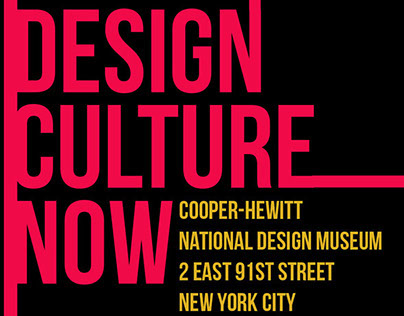 DESIGN
CULTURE
NOW
COOPER-HEWITT
NATIONAL DESIGN MUSEUM
2 EAST 91ST STREET
NEW YORK CITY